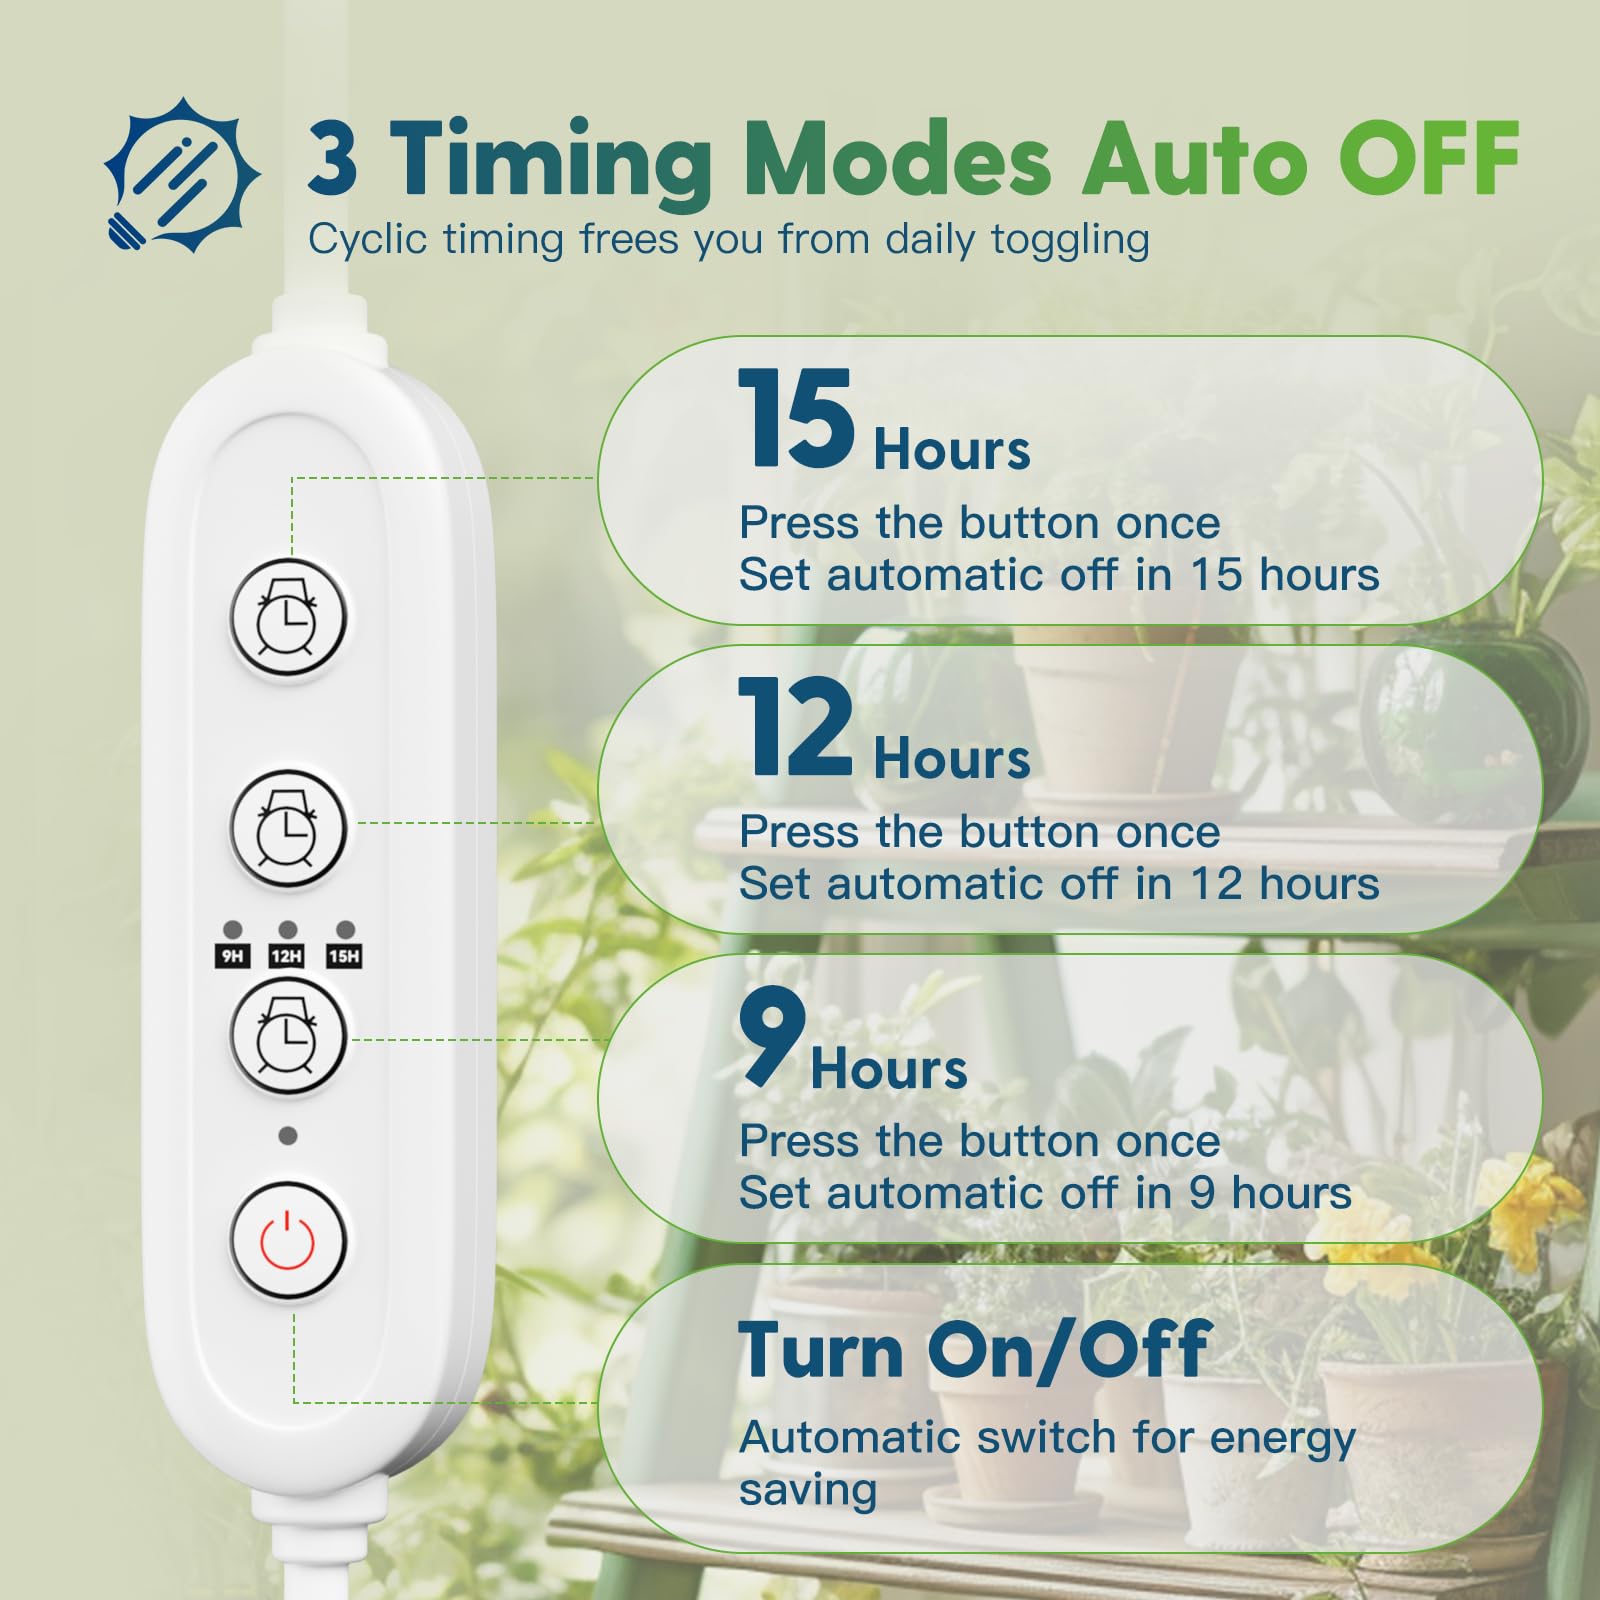 3 Timing Modes Auto OFF
Cyclic timing frees you from daily toggling
15 Hours
Press the button once
Set automatic off in 15 hours
12 Hours
Press the button once
Set automatic off in 12 hours
9H 12H 15H
9 Hours
Press the button once
Set automatic off in 9 hours
Turn On/Off
Automatic switch for energy
saving